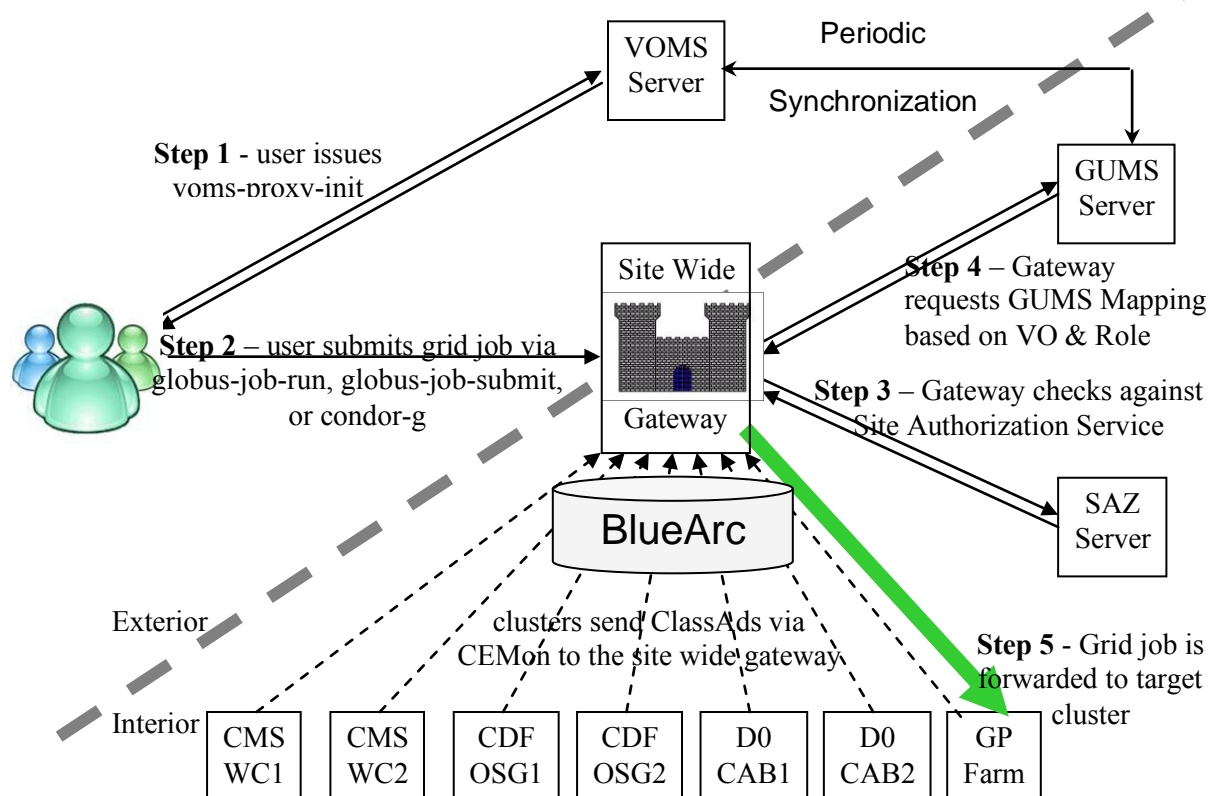 VOMS
Server
Periodic
Synchronization
Step 1 - user issues
voms-proxy-init
GUMS
Server
Site Wide
Gateway
Step 4 – Gateway
requests GUMS Mapping
based on VO & Role
Step 2 – user submits grid job via
globus-job-run, globus-job-submit,
or condor-g
Step 3 – Gateway checks against
Site Authorization Service
SAZ
Server
BlueArc
Exterior
clusters send ClassAds via
CEMon to the site wide gateway
Step 5 - Grid job is
forwarded to target
cluster
Interior
CMS
WC1
CMS
WC2
CDF
OSG1
CDF
OSG2
D0
CAB1
D0
CAB2
GP
Farm